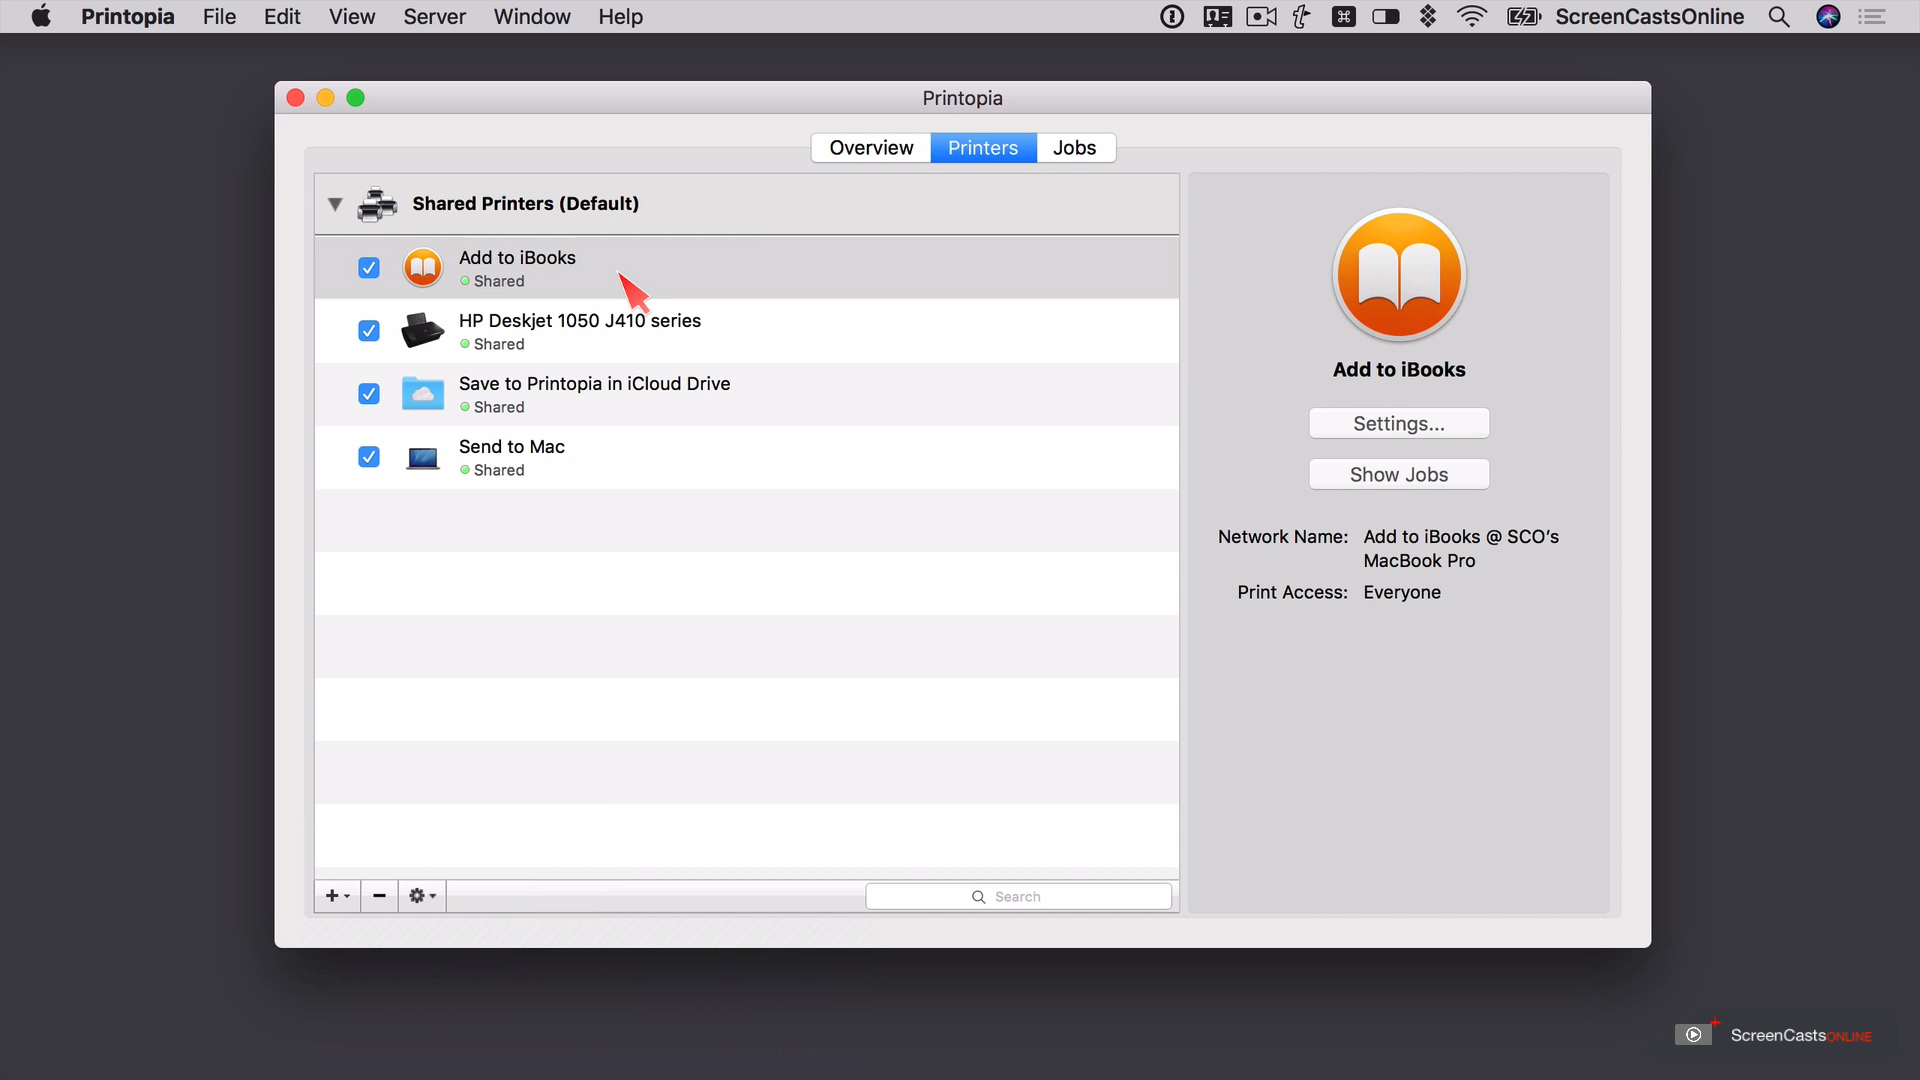 Printopia File Edit View Server Window Help ScreenCastsOnline
Printopia
Overview Printers Jobs
Shared Printers (Default)
Add to iBooks
Shared
HP Deskjet 1050 J410 series
Shared
Save to Printopia in iCloud Drive
Shared
Send to Mac
Shared
Search
Add to iBooks
Settings...
Show Jobs
Network Name: Add to iBooks @ SCO's
MacBook Pro
Print Access: Everyone
ScreenCastsONLINE